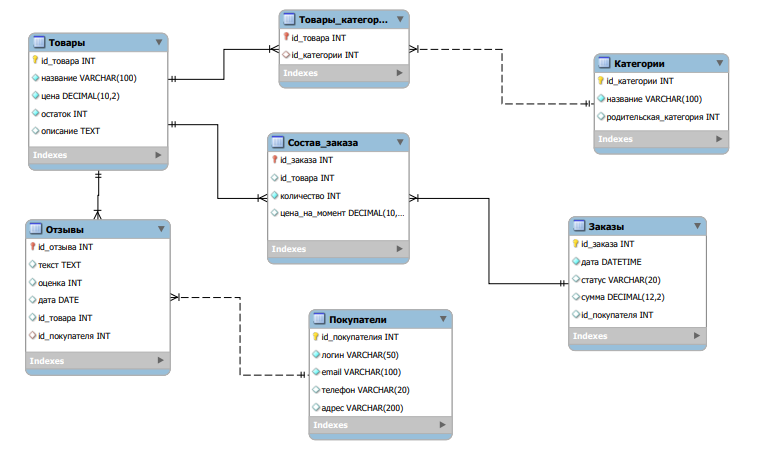 Товары
id_товара INT
название VARCHAR(100)
цена DECIMAL(10,2)
остаток INT
описание TEXT
Indexes
Товары_категор...
id_товара INT
id_категории INT
Indexes
Категории
id_категории INT
название VARCHAR(100)
родительская_категория INT
Indexes
Состав_заказа
id_заказа INT
id_товара INT
количество INT
цена_на_момент DECIMAL(10,...
Indexes
Отзывы
id_отзыва INT
текст TEXT
оценка INT
дата DATE
id_товара INT
id_покупателя INT
Indexes
Заказы
id_заказа INT
дата DATETIME
статус VARCHAR(20)
сумма DECIMAL(12,2)
id_покупателя INT
Indexes
Покупатели
id_покупателия INT
логин VARCHAR(50)
email VARCHAR(100)
телефон VARCHAR(20)
адрес VARCHAR(200)
Indexes